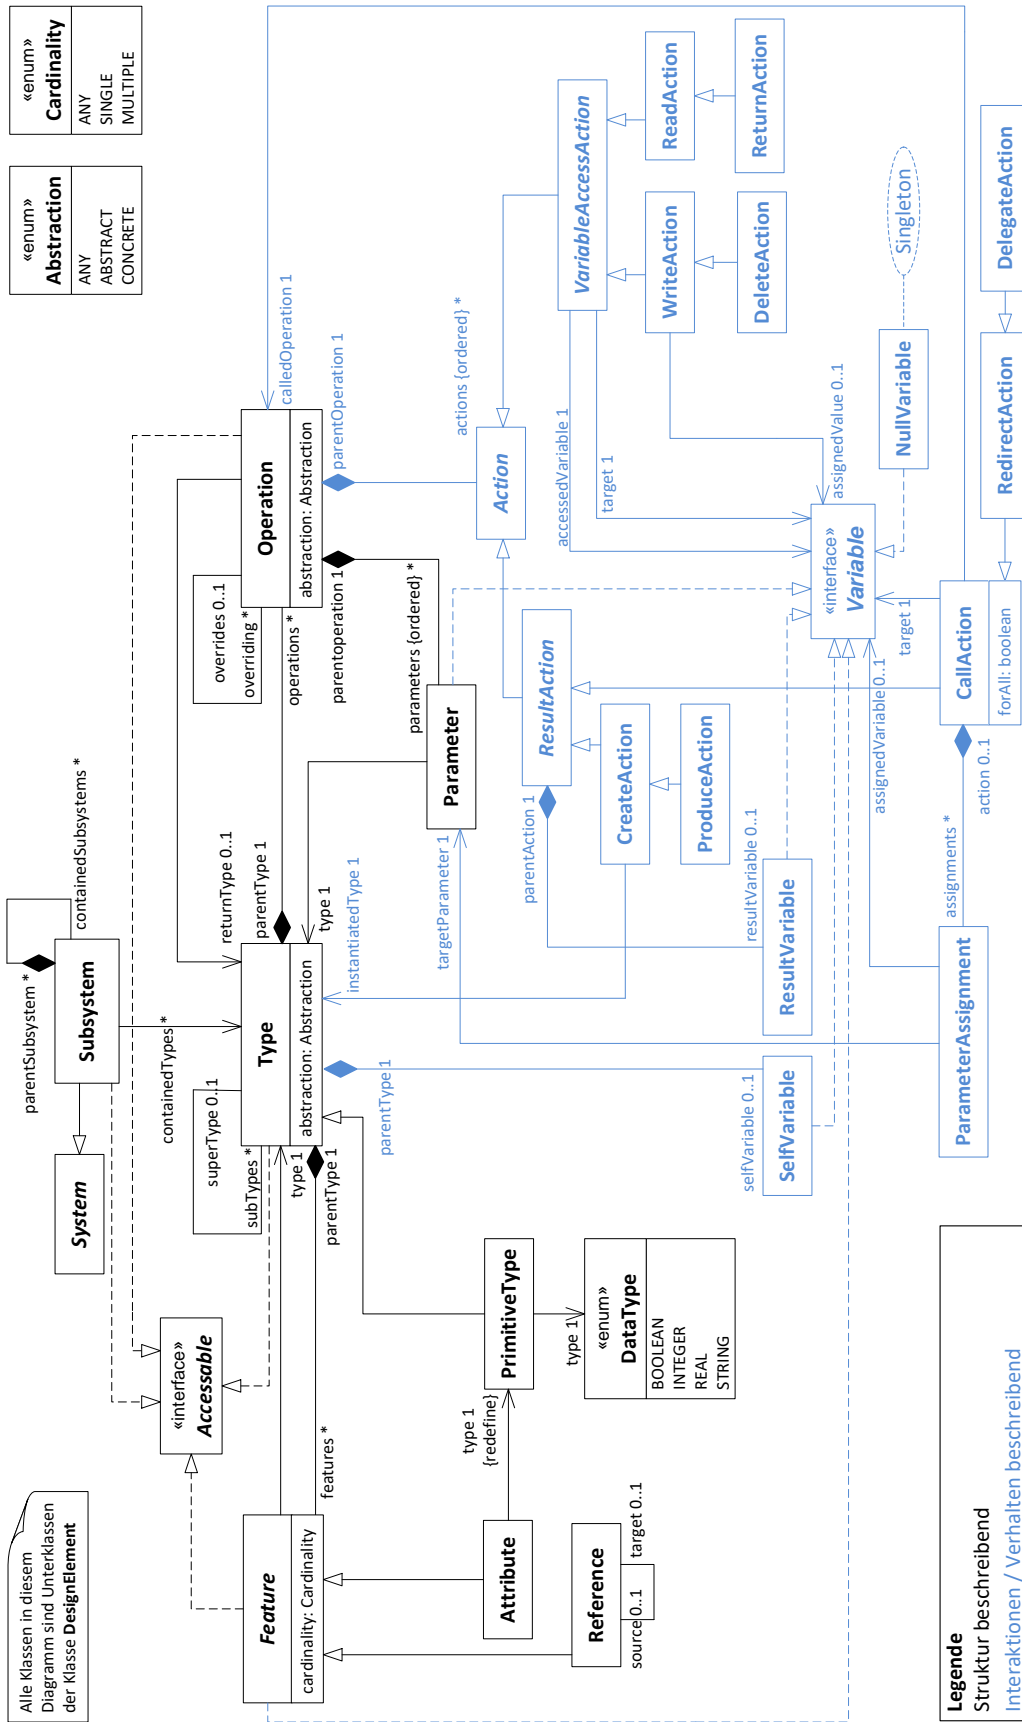 Alle Klassen in diesem
Diagramm sind Unterklassen
der Klasse DesignElement
System
parentSubsystem *
Subsystem
containedSubsystems *
«enum»
Abstraction
ANY
ABSTRACT
CONCRETE
«enum»
Cardinality
ANY
SINGLE
MULTIPLE
«interface»
Accessable
containedTypes *
superType 0..1
subTypes *
Type
abstraction: Abstraction
returnType 0..1
parentType 1
type 1
parentType 1
type 1
operations *
overrides 0..1
overriding *
Operation
abstraction: Abstraction
calledOperation 1
parentOperation 1
parentoperation 1
parameters {ordered} *
Parameter
actions {ordered} *
Feature
cardinality: Cardinality
features *
Attribute
type 1
{redefine}
PrimitiveType
type 1
«enum»
DataType
BOOLEAN
INTEGER
REAL
STRING
Reference
source 0..1
target 0..1
parentType 1
instantiatedType 1
targetParameter 1
Action
ResultAction
parentAction 1
CreateAction
ProduceAction
VariableAccessAction
accessedVariable 1
target 1
WriteAction
DeleteAction
ReadAction
ReturnAction
selfVariable 0..1
SelfVariable
resultVariable 0..1
ResultVariable
«interface»
Variable
assignedValue 0..1
assignedVariable 0..1
target 1
NullVariable
Singleton
ParameterAssignment
assignments *
action 0..1
CallAction
forAll: boolean
RedirectAction
DelegateAction
Legende
Struktur beschreibend
Interaktionen / Verhalten beschreibend